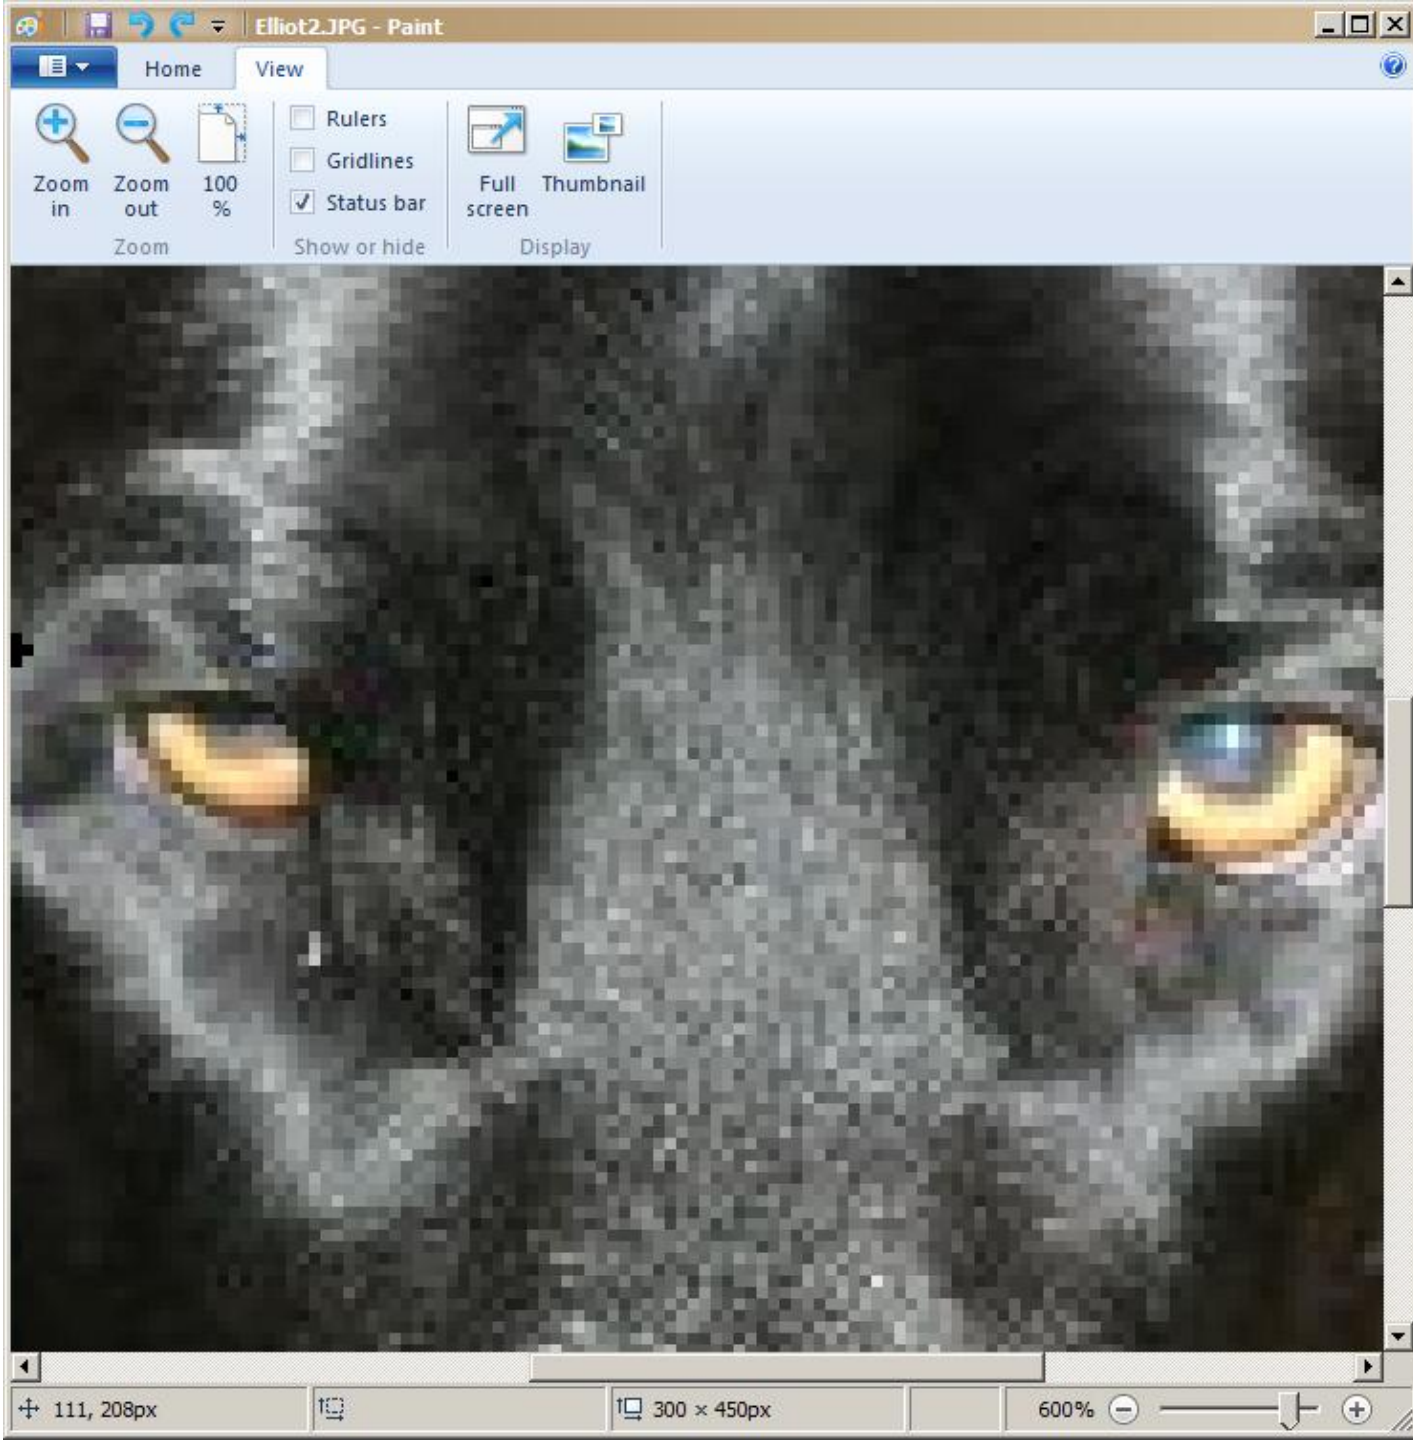 Elliot2.JPG - Paint
Home View
Rulers
Gridlines
Status bar
Zoom in
Zoom out
100 %
Full screen
Thumbnail
Zoom
Show or hide
Display
111, 208px
300 × 450px
600%